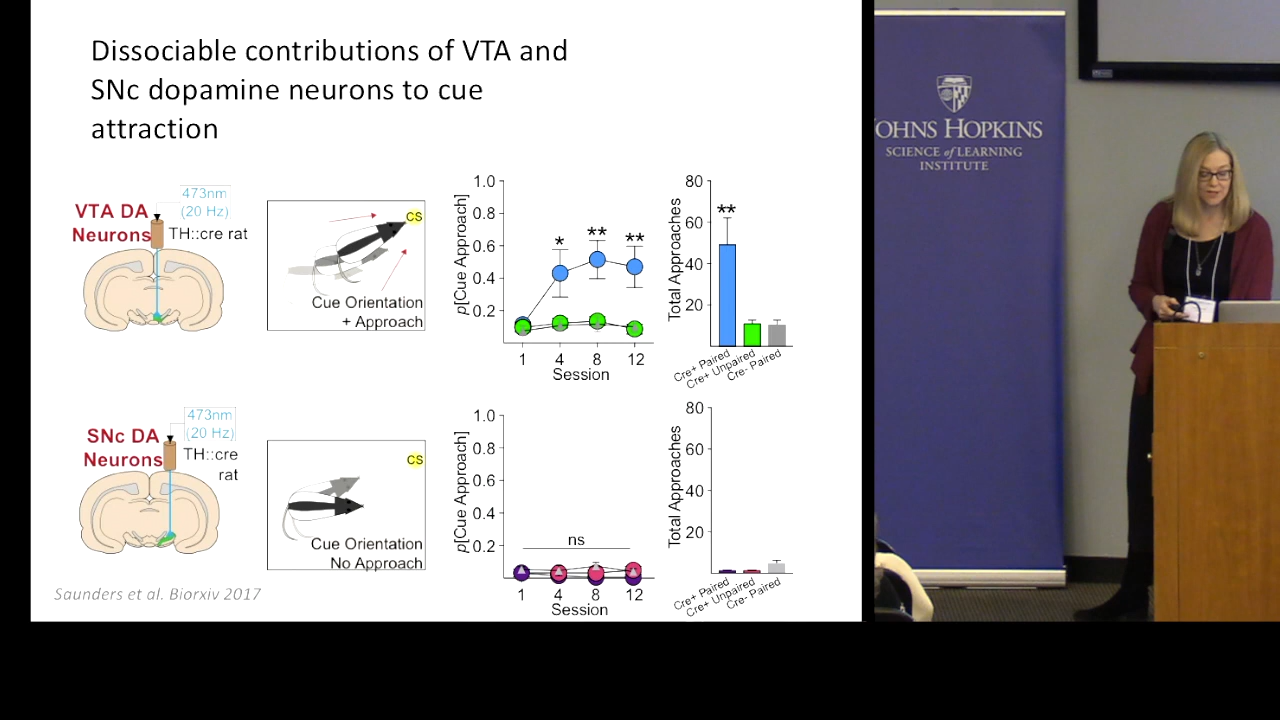 Dissociable contributions of VTA and
SNc dopamine neurons to cue
attraction
VTA DA
Neurons
473nm
(20 Hz)
TH::cre rat
CS
Cue Orientation
+ Approach
p[Cue Approach]
1.0
0.8
0.6
0.4
0.2
*
**
**
1
4
8
12
Session
Total Approaches
80
60
40
20
**
Cre+ Paired
Cre+ Unpaired
Cre- Paired
SNc DA
Neurons
473nm
(20 Hz)
TH::cre
rat
CS
Cue Orientation
No Approach
p[Cue Approach]
1.0
0.8
0.6
0.4
0.2
ns
1
4
8
12
Session
Total Approaches
80
60
40
20
Cre+ Paired
Cre+ Unpaired
Cre- Paired
Saunders et al. Biorxiv 2017
OHNS HOPKINS
SCIENCE of LEARNING
INSTITUTE